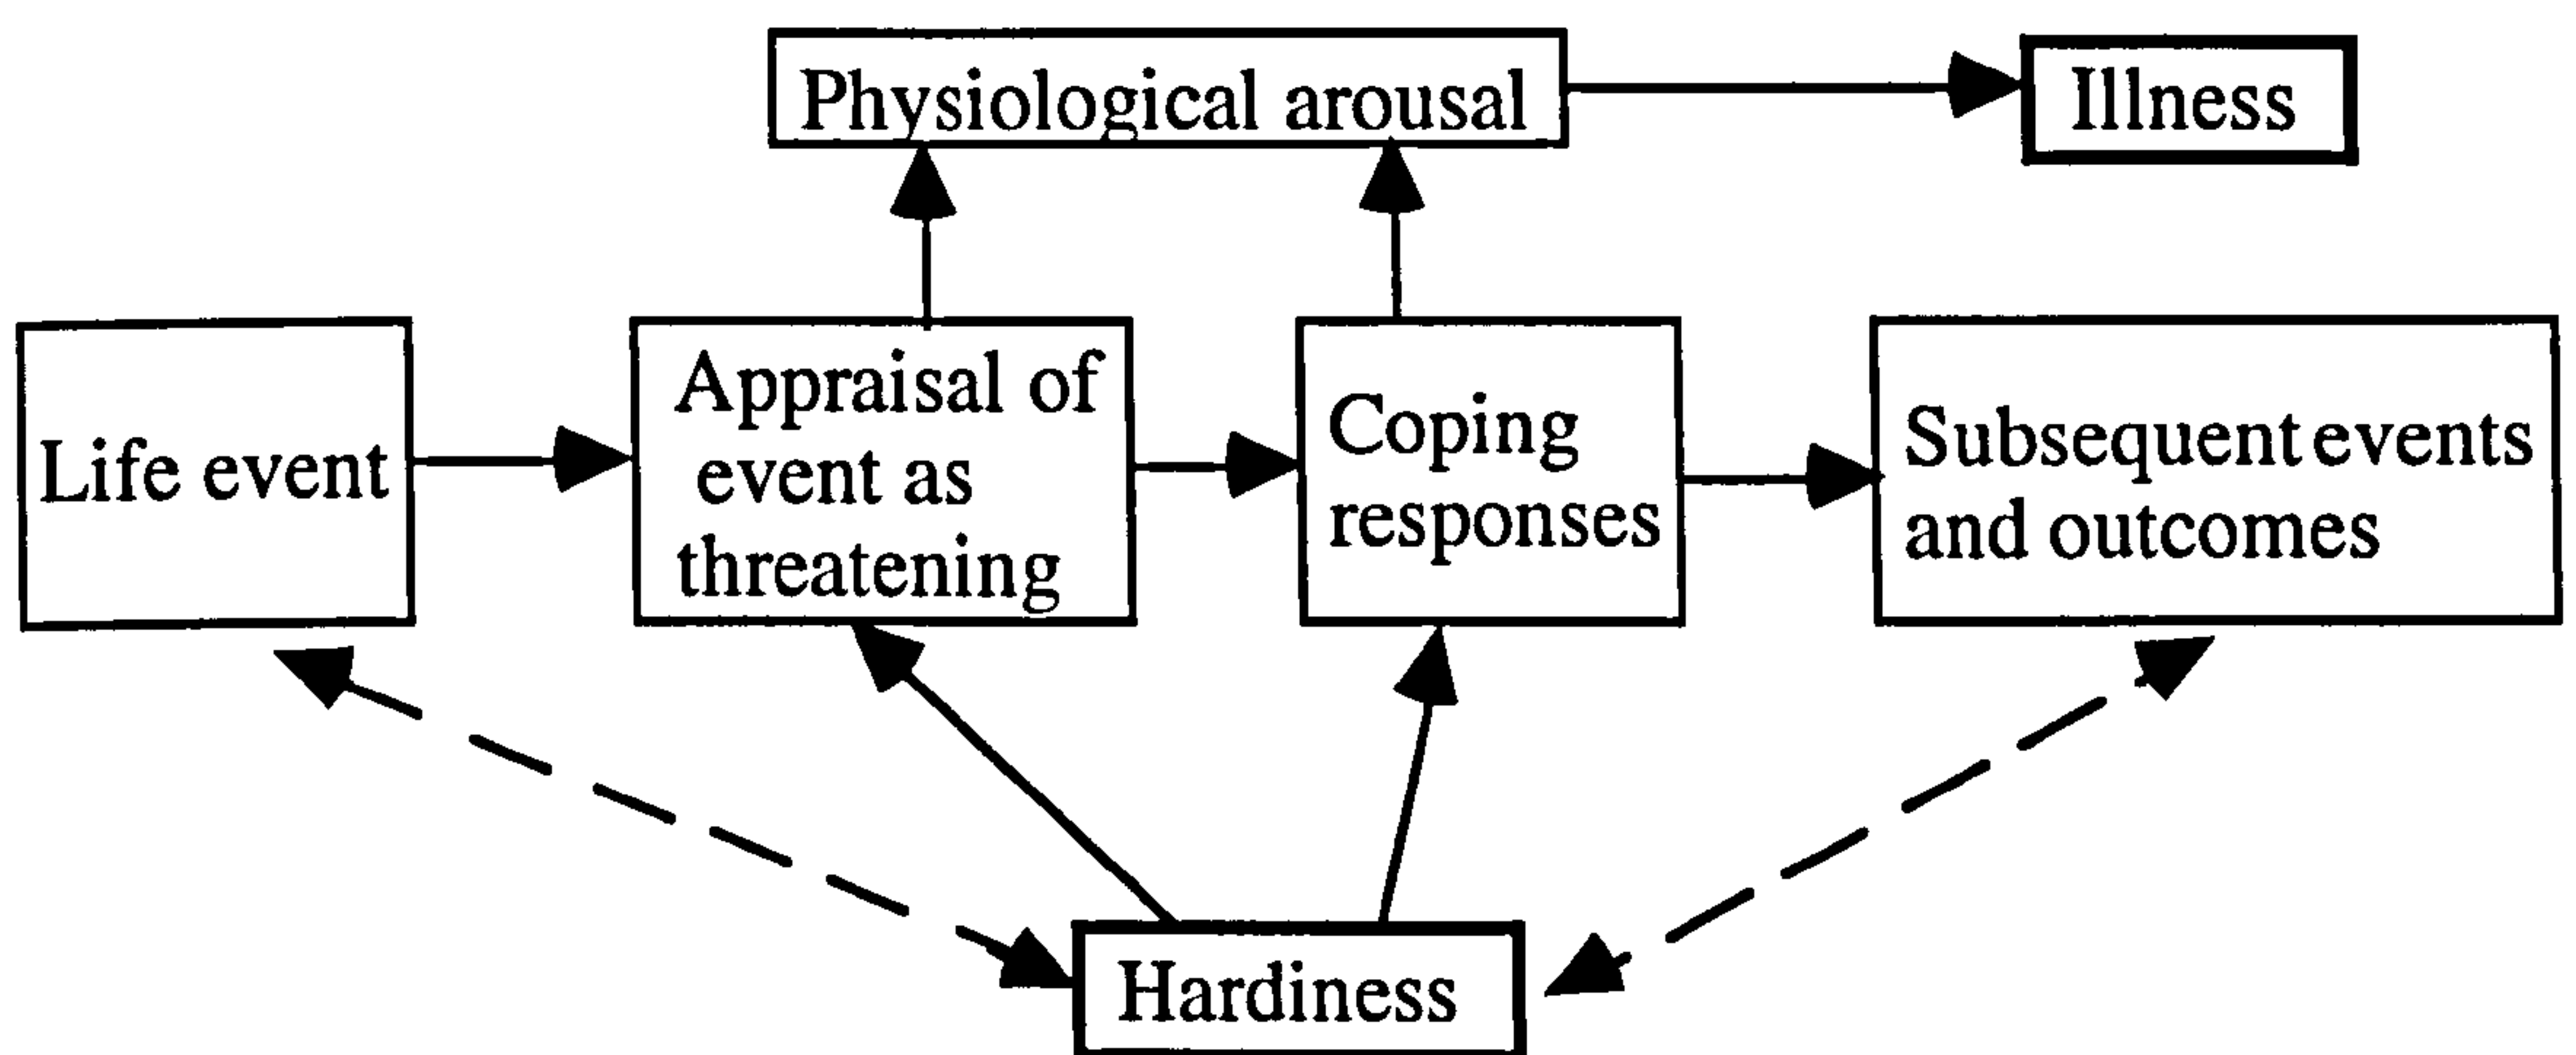 Physiological arousal
Illness
Life event
Appraisal of
event as
threatening
Coping
responses
Subsequent events
and outcomes
Hardiness